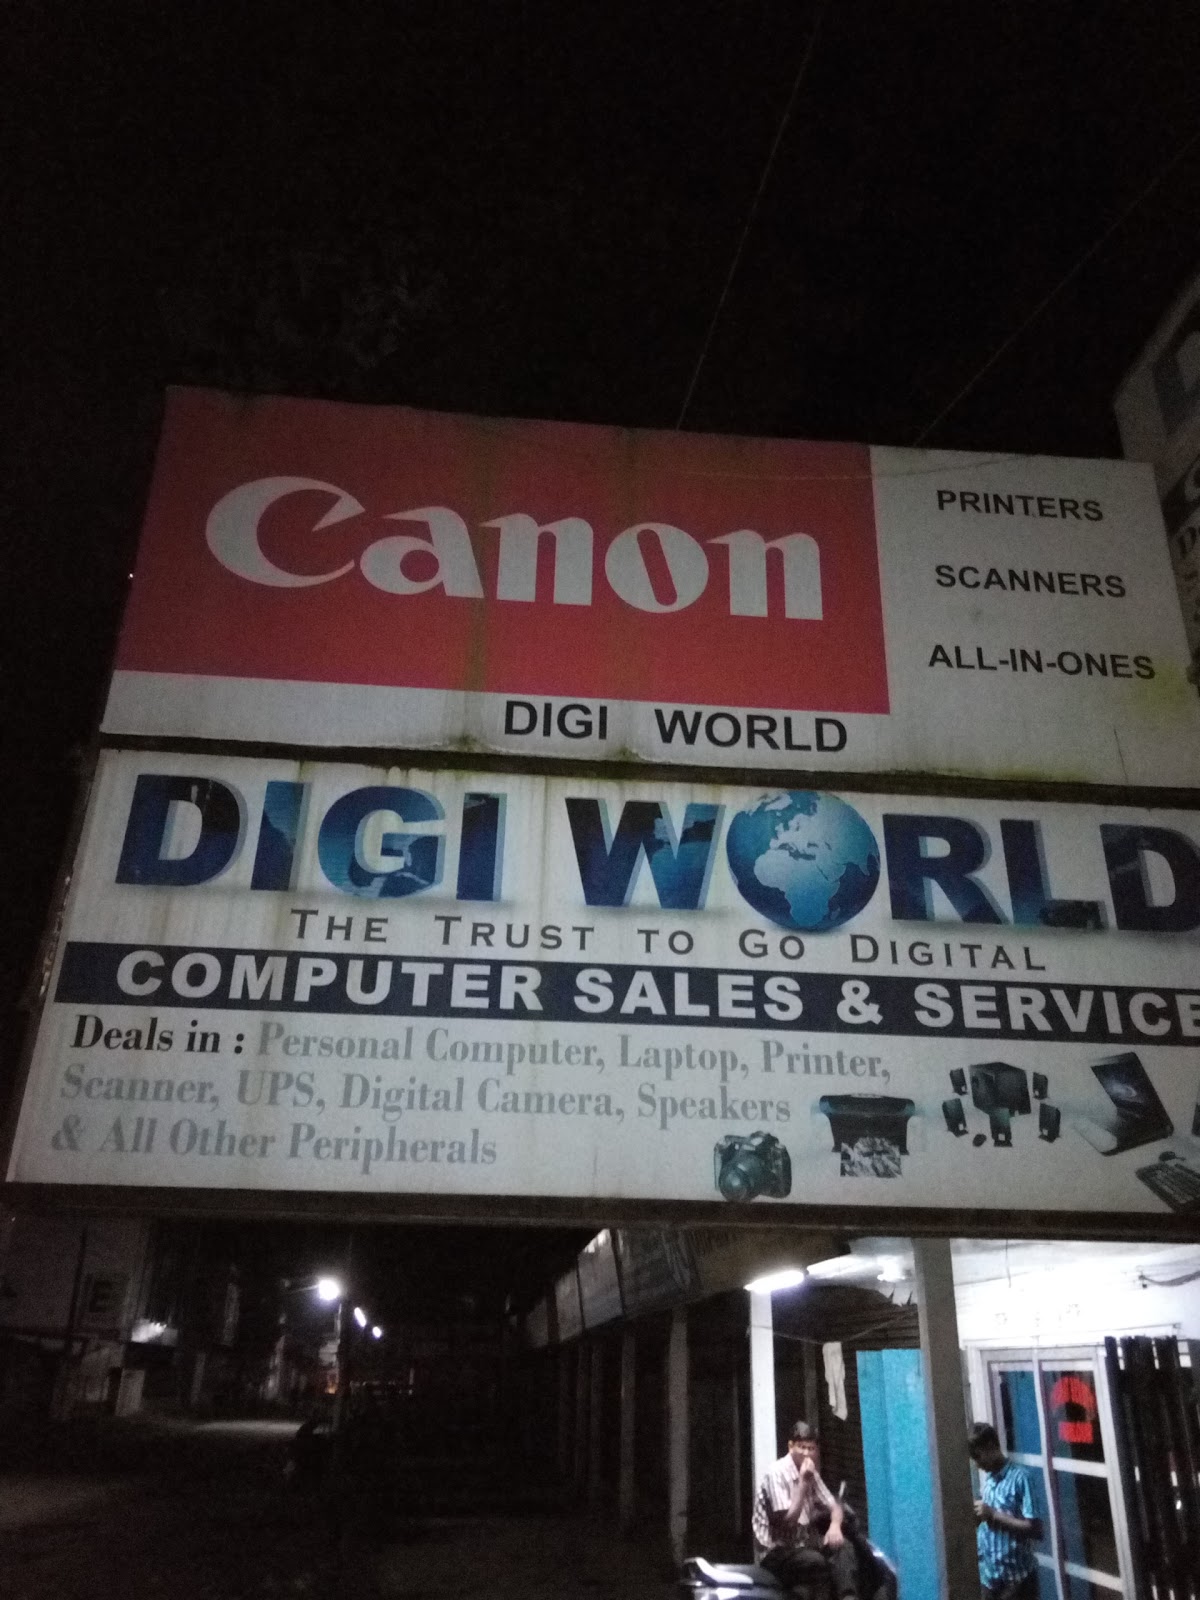 Canon
PRINTERS
SCANNERS
ALL-IN-ONES
DIGI WORLD
DIGI WORLD
THE TRUST TO GO DIGITAL
COMPUTER SALES & SERVICE
Deals in : Personal Computer, Laptop, Printer,
Scanner, UPS, Digital Camera, Speakers
& All Other Peripherals